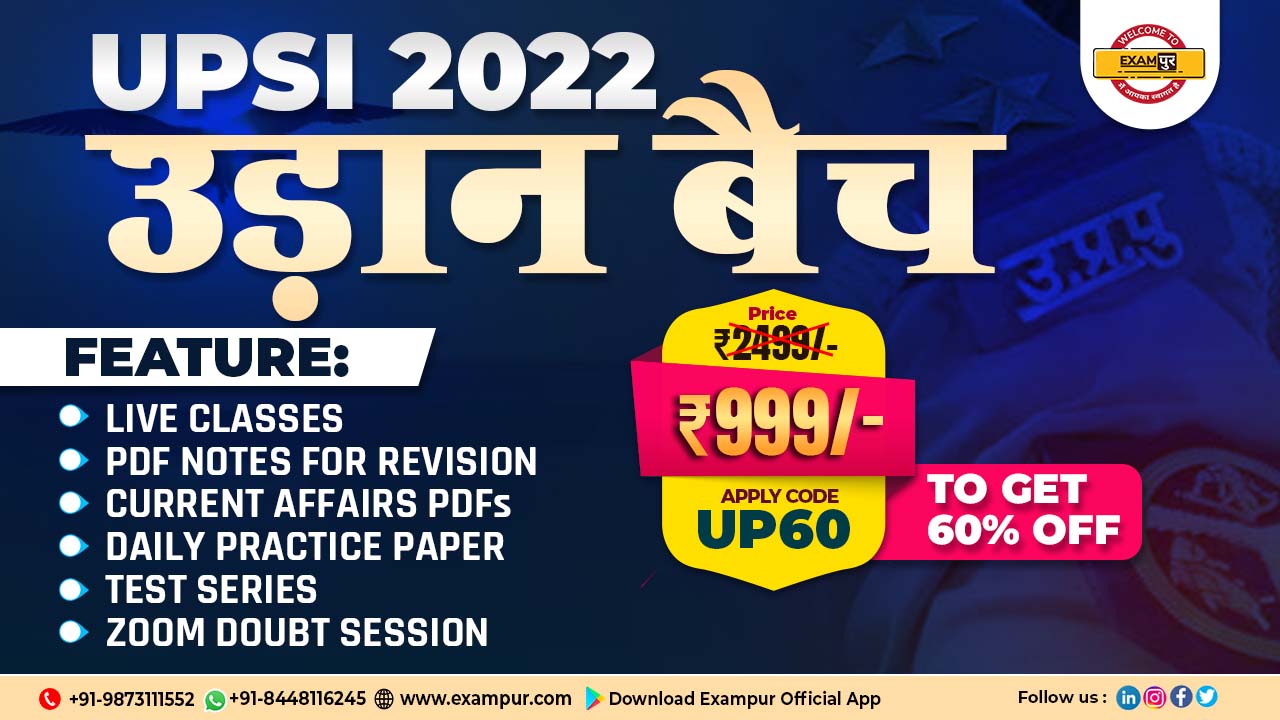 UPSI 2022
उड़ान बैच
WELCOME TO
EXAMपुर
में आपका स्वागत है
उ.प्र.पु
FEATURE:
LIVE CLASSES
PDF NOTES FOR REVISION
CURRENT AFFAIRS PDFs
DAILY PRACTICE PAPER
TEST SERIES
ZOOM DOUBT SESSION
Price
₹2499/-
₹999/-
APPLY CODE
UP60
TO GET
60% OFF
+91-9873111552 +91-8448116245 www.exampur.com Download Exampur Official App Follow us :